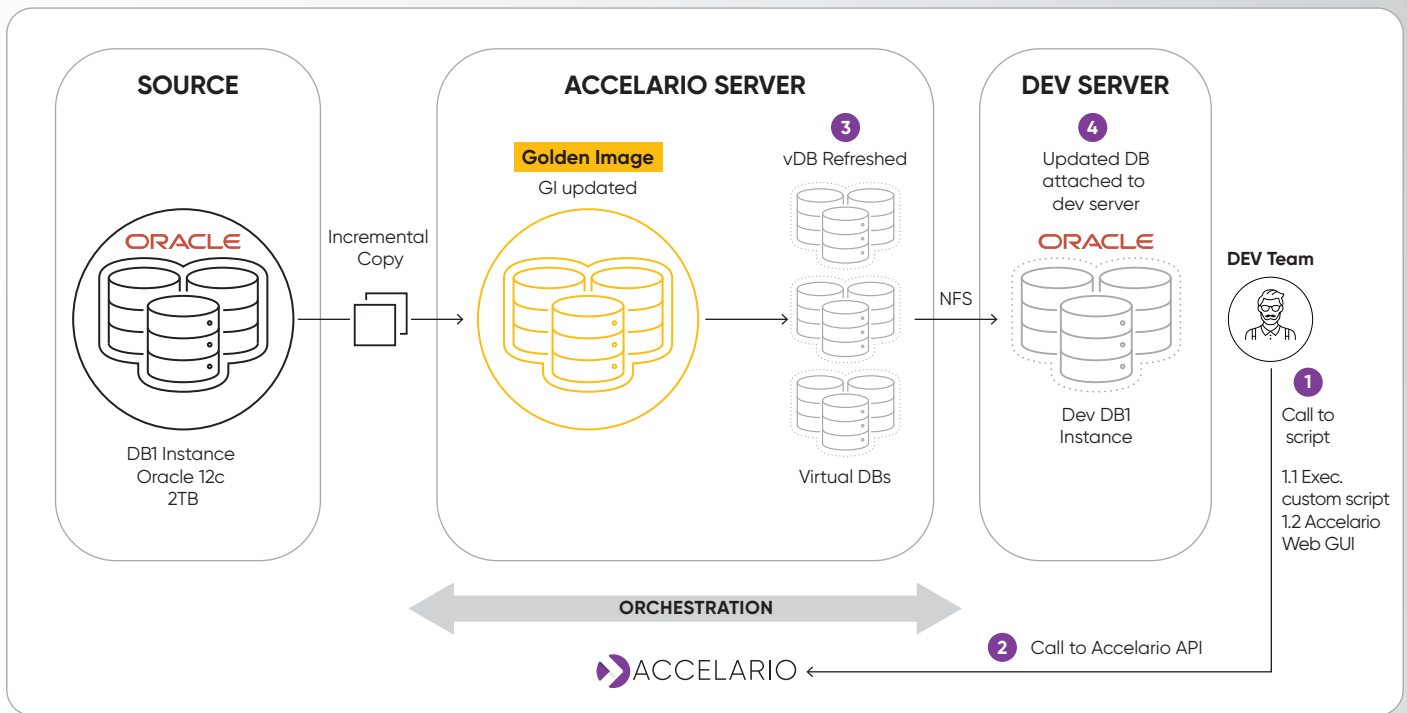 SOURCE
ORACLE
DB1 Instance
Oracle 12c
2TB
Incremental
Copy
ACCELARIO SERVER
Golden Image
GI updated
3
vDB Refreshed
Virtual DBs
NFS
DEV SERVER
4
Updated DB
attached to
dev server
ORACLE
Dev DB1
Instance
DEV Team
1
Call to
script
1.1 Exec.
custom script
1.2 Accelario
Web GUI
ORCHESTRATION
2 Call to Accelario API
ACCELARIO